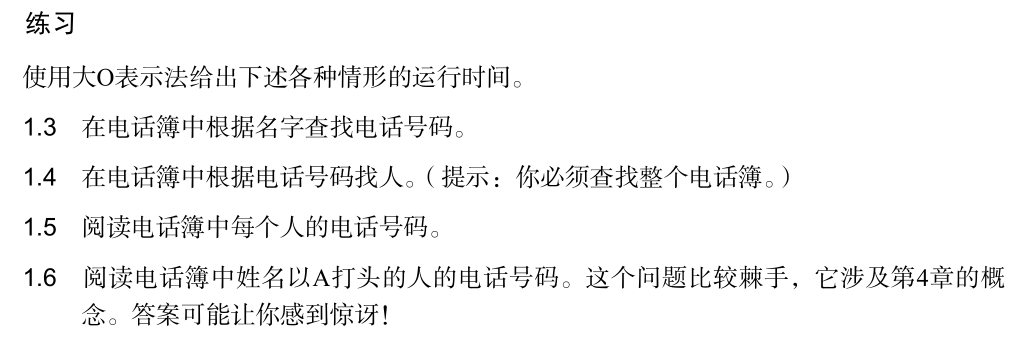 练习
使用大O表示法给出下述各种情形的运行时间。
1.3 在电话簿中根据名字查找电话号码。
1.4 在电话簿中根据电话号码找人。（提示：你必须查找整个电话簿。）
1.5 阅读电话簿中每个人的电话号码。
1.6 阅读电话簿中姓名以A打头的人的电话号码。这个问题比较棘手，它涉及第4章的概
念。答案可能让你感到惊讶！